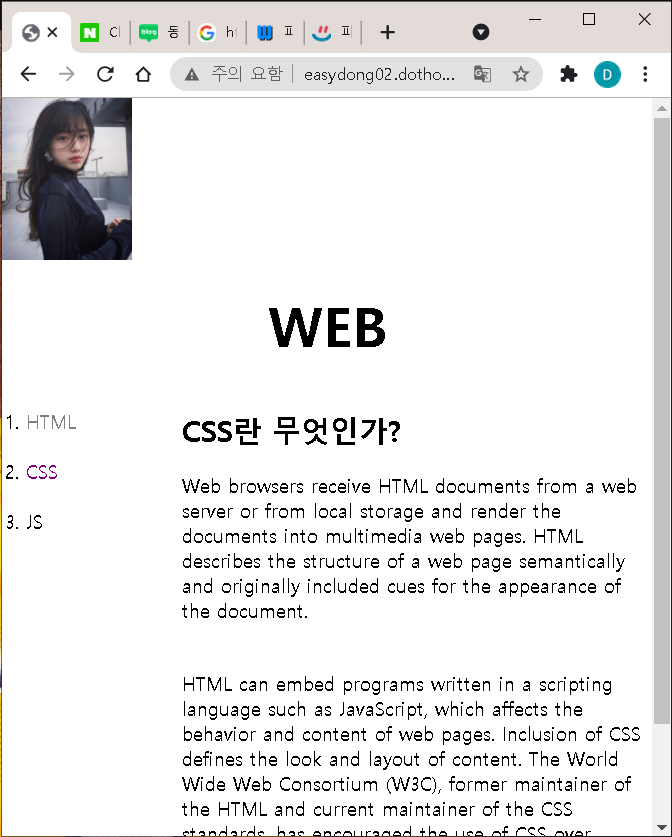 N
Cl
blog
동
G
hi
피
피
주의 요함
easydong02.dotho...
D
WEB
1. HTML
2. CSS
3. JS
CSS란 무엇인가?
Web browsers receive HTML documents from a web
server or from local storage and render the
documents into multimedia web pages. HTML
describes the structure of a web page semantically
and originally included cues for the appearance of
the document.
HTML can embed programs written in a scripting
language such as JavaScript, which affects the
behavior and content of web pages. Inclusion of CSS
defines the look and layout of content. The World
Wide Web Consortium (W3C), former maintainer of
the HTML and current maintainer of the CSS
standards, has encouraged the use of CSS over